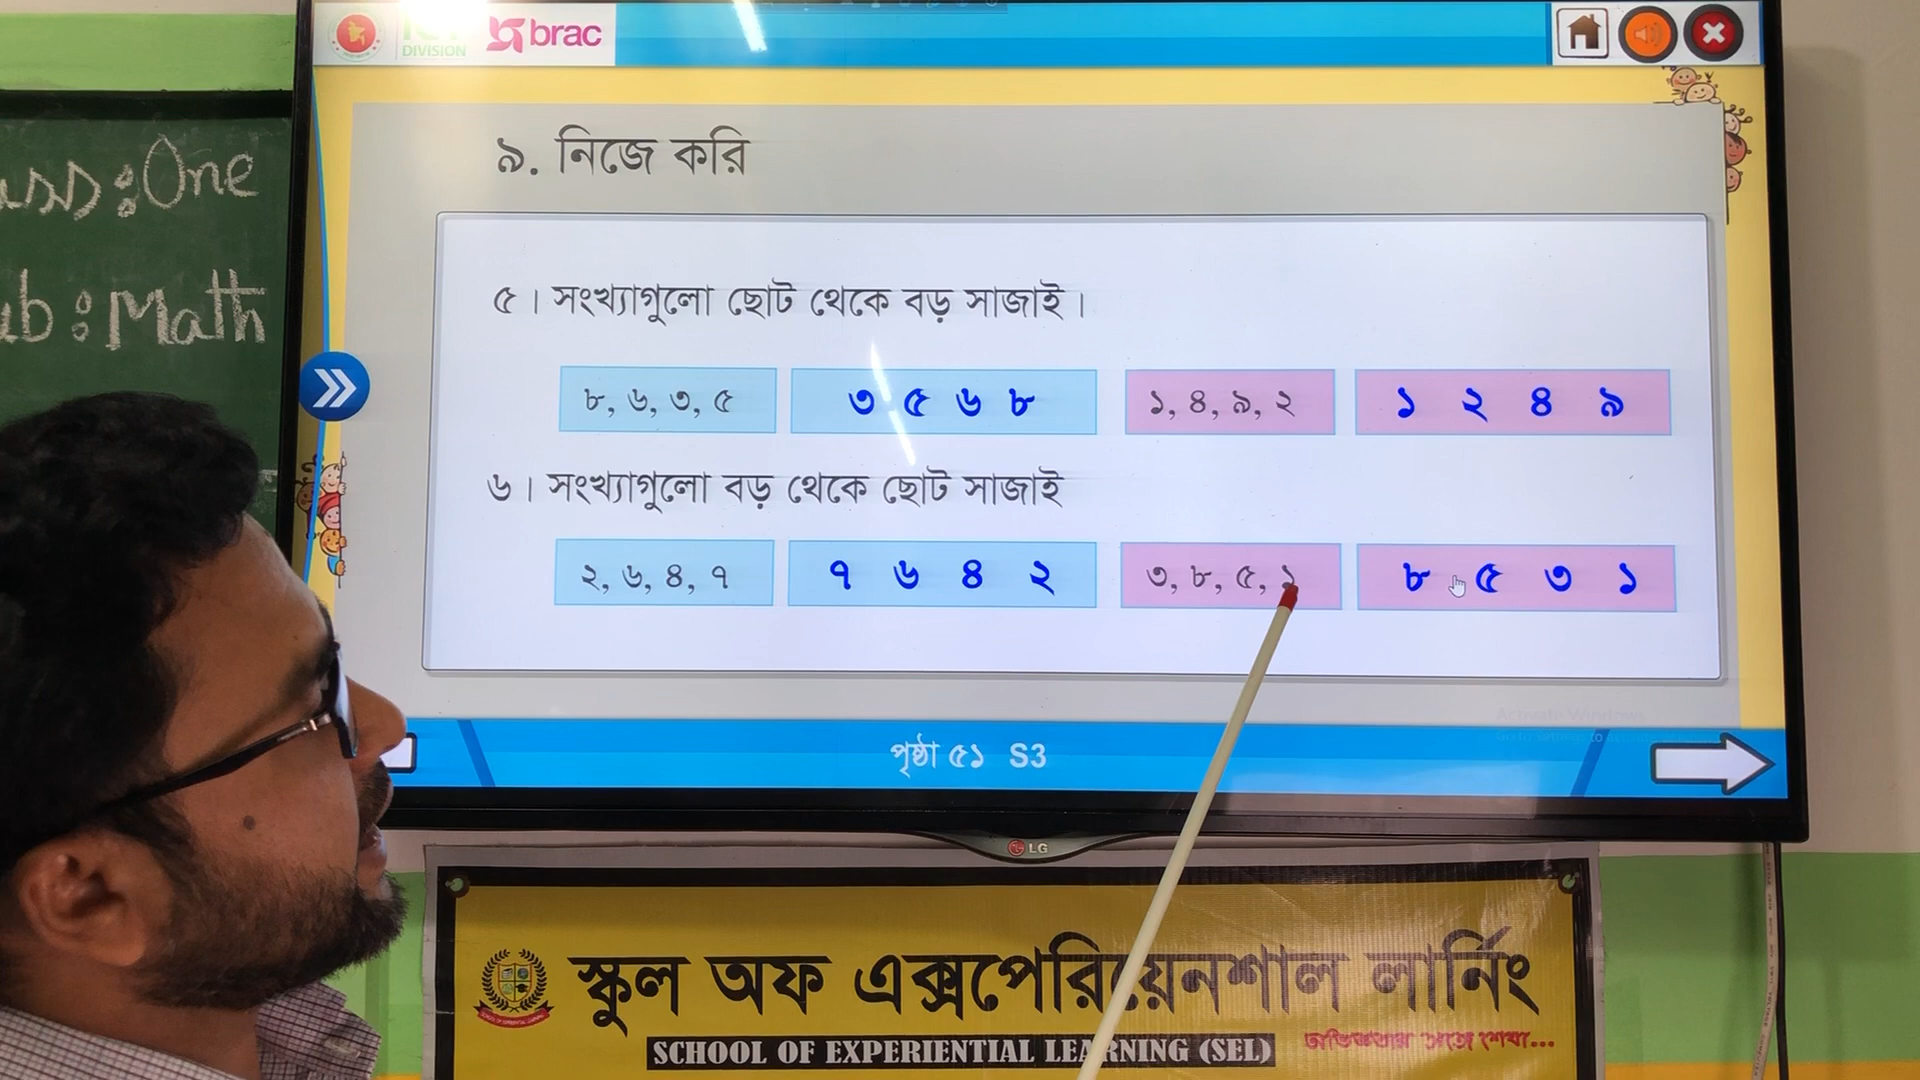 DIVISION
brac
One
Math
৯. নিজে করি
৫। সংখ্যাগুলো ছোট থেকে বড় সাজাই।
৮, ৬, ৩, ৫ ৩ ৫ ৬ ৮ ১, ৪, ৯, ২ ১ ২ ৪ ৯
৬। সংখ্যাগুলো বড় থেকে ছোট সাজাই
২, ৬, ৪, ৭ ৭ ৬ ৪ ২ ৩, ৮, ৫, ১ ৮ ৫ ৩ ১
Activate Windows
পৃষ্ঠা ৫১ S3
LG
স্কুল অফ এক্সপেরিয়েনশাল লার্নিং
SCHOOL OF EXPERIENTIAL LEARNING (SEL)